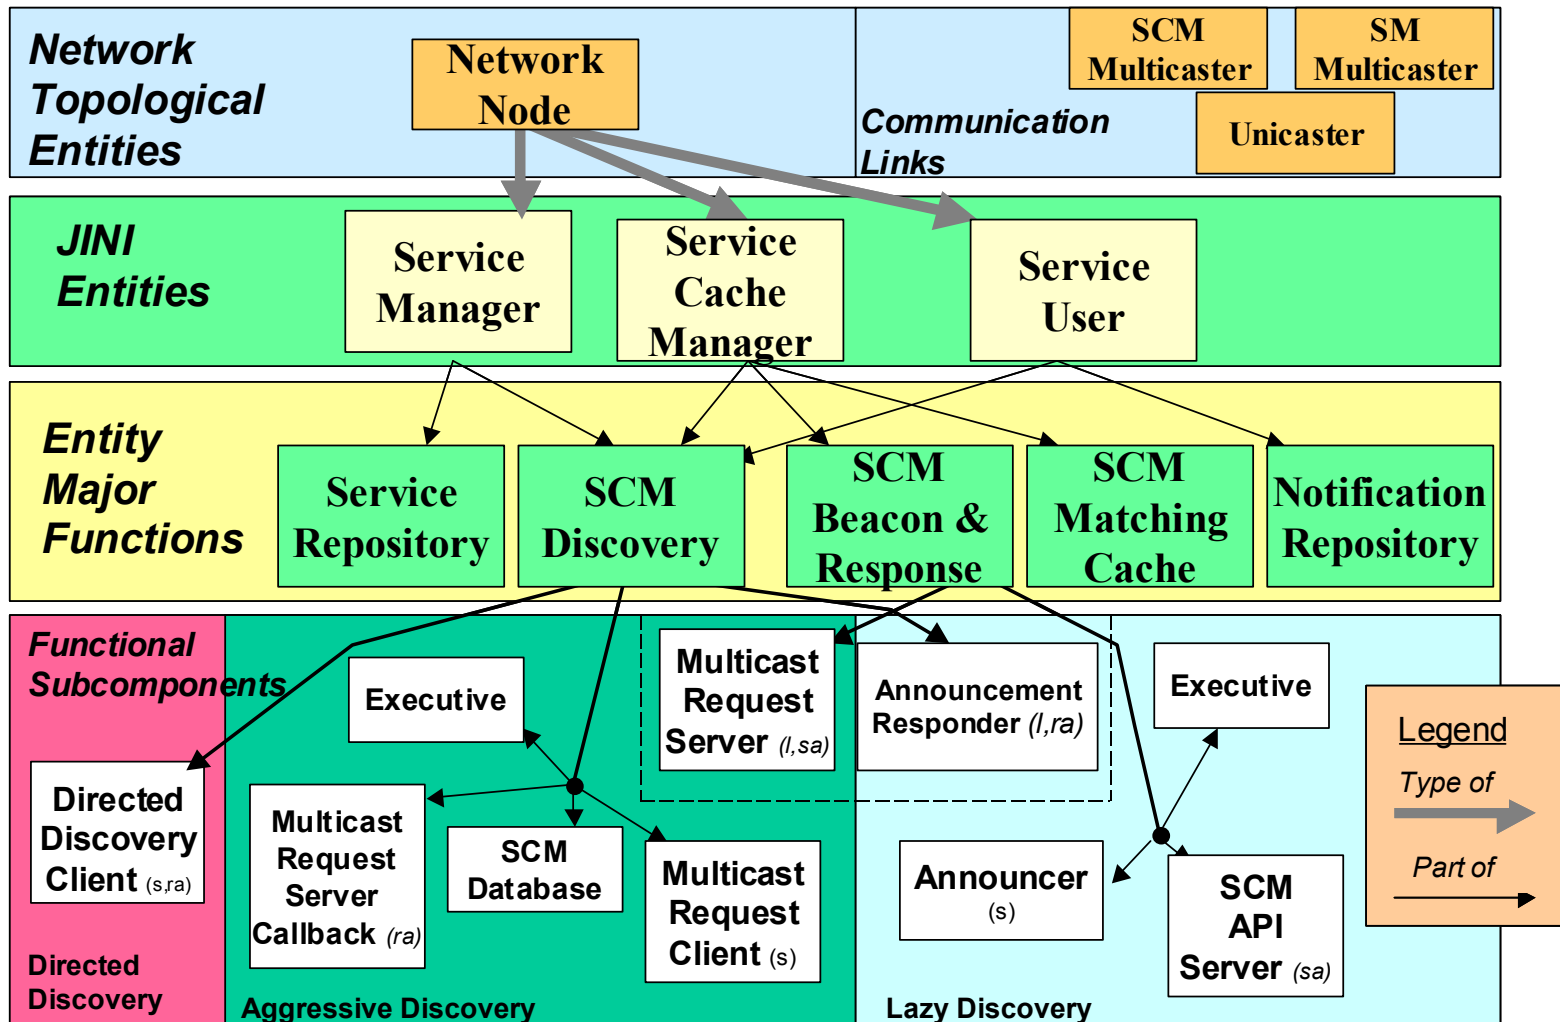 Network
Topological
Entities
Network
Node
SCM
Multicaster
SM
Multicaster
Communication
Links
Unicaster
JINI
Entities
Service
Manager
Service
Cache
Manager
Service
User
Entity
Major
Functions
Service
Repository
SCM
Discovery
SCM
Beacon &
Response
SCM
Matching
Cache
Notification
Repository
Functional
Subcomponents
Executive
Multicast
Request
Server (l,sa)
Announcement
Responder (l,ra)
Executive
Directed
Discovery
Client (s,ra)
Multicast
Request
Server
Callback (ra)
SCM
Database
Multicast
Request
Client (s)
Announcer
(s)
SCM
API
Server (sa)
Legend
Type of
Part of
Directed
Discovery
Aggressive Discovery
Lazy Discovery